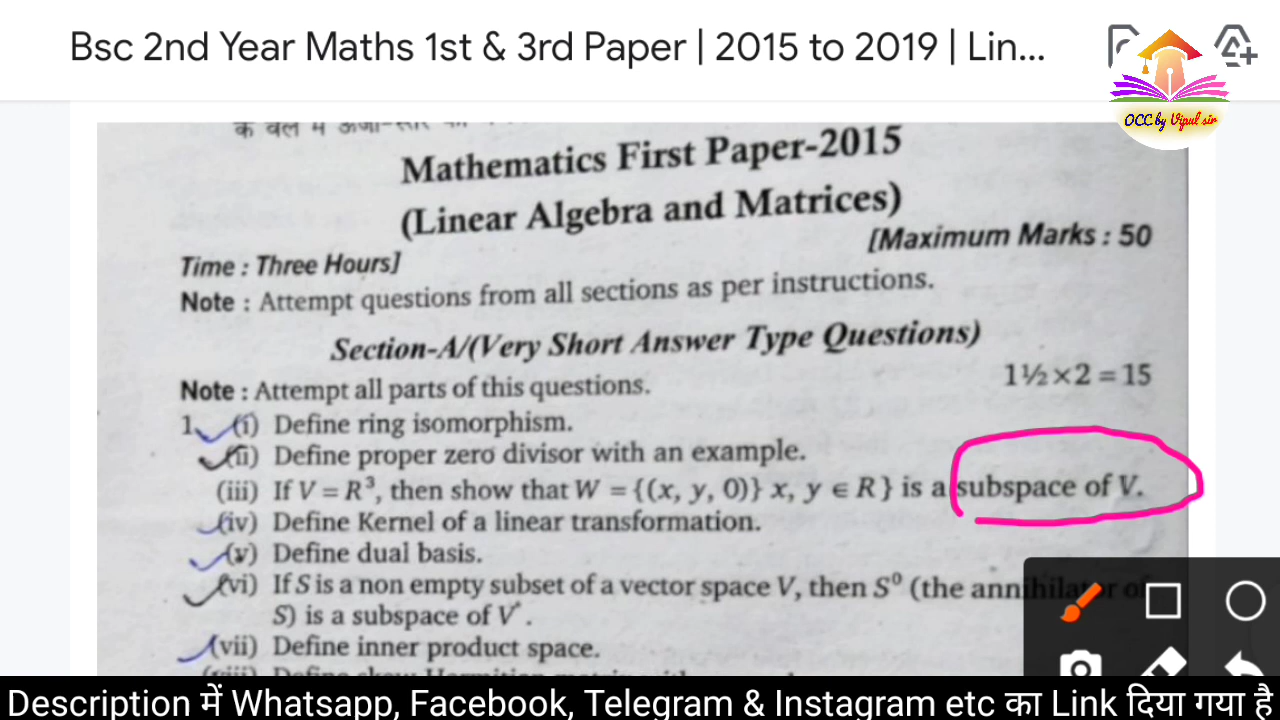 Bsc 2nd Year Maths 1st & 3rd Paper | 2015 to 2019 | Lin...
OCC by Vipul sir
Mathematics First Paper-2015
(Linear Algebra and Matrices)
[Maximum Marks : 50
Time : Three Hours]
Note : Attempt questions from all sections as per instructions.
Section-A/(Very Short Answer Type Questions)
1½×2 = 15
Note : Attempt all parts of this questions.
1. (i) Define ring isomorphism.
(ii) Define proper zero divisor with an example.
(iii) If V = R³, then show that W = {(x, y, 0)} x, y ∈ R} is a subspace of V.
(iv) Define Kernel of a linear transformation.
(v) Define dual basis.
(vi) If S is a non empty subset of a vector space V, then S⁰ (the annihilator of
S) is a subspace of V*.
(vii) Define inner product space.
Description में Whatsapp, Facebook, Telegram & Instagram etc का Link दिया गया है